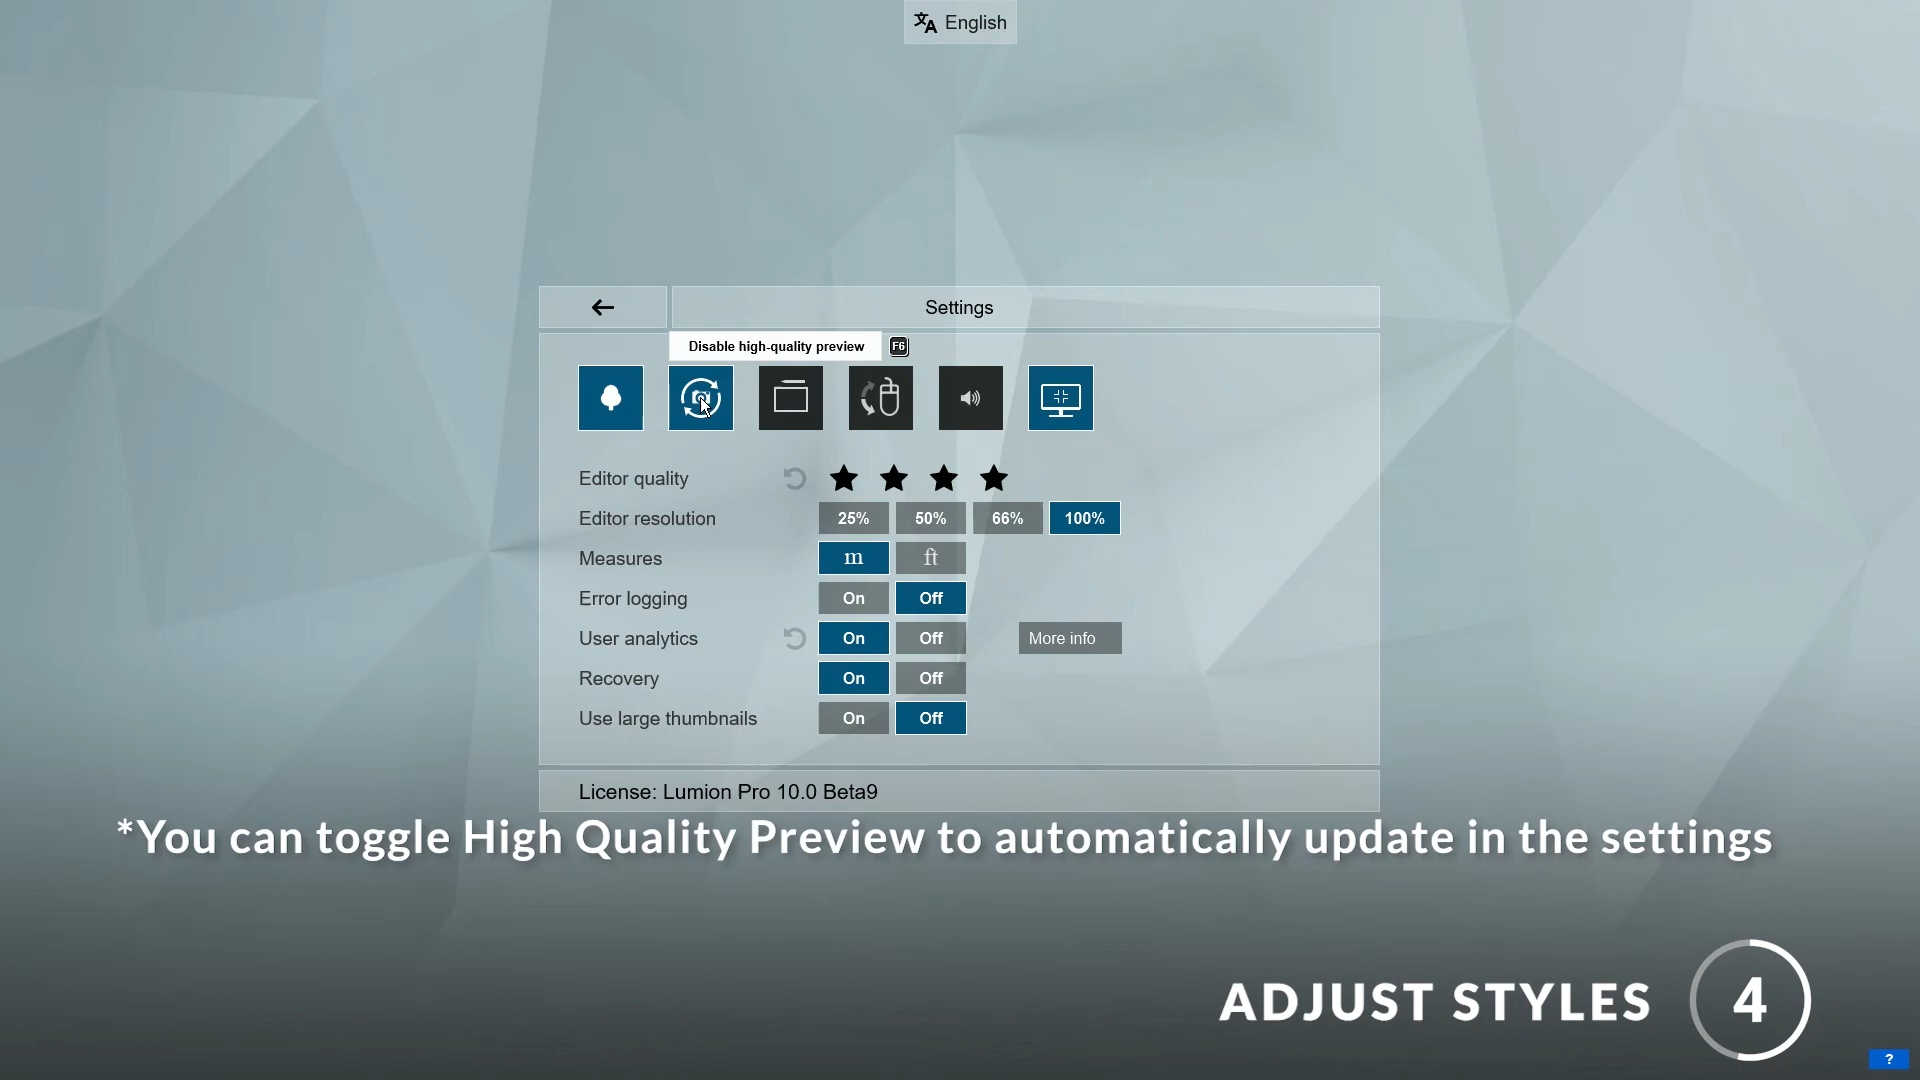 English
Settings
Disable high-quality preview F6
Editor quality
Editor resolution 25% 50% 66% 100%
Measures m ft
Error logging On Off
User analytics On Off More info
Recovery On Off
Use large thumbnails On Off
License: Lumion Pro 10.0 Beta9
*You can toggle High Quality Preview to automatically update in the settings
ADJUST STYLES 4
?